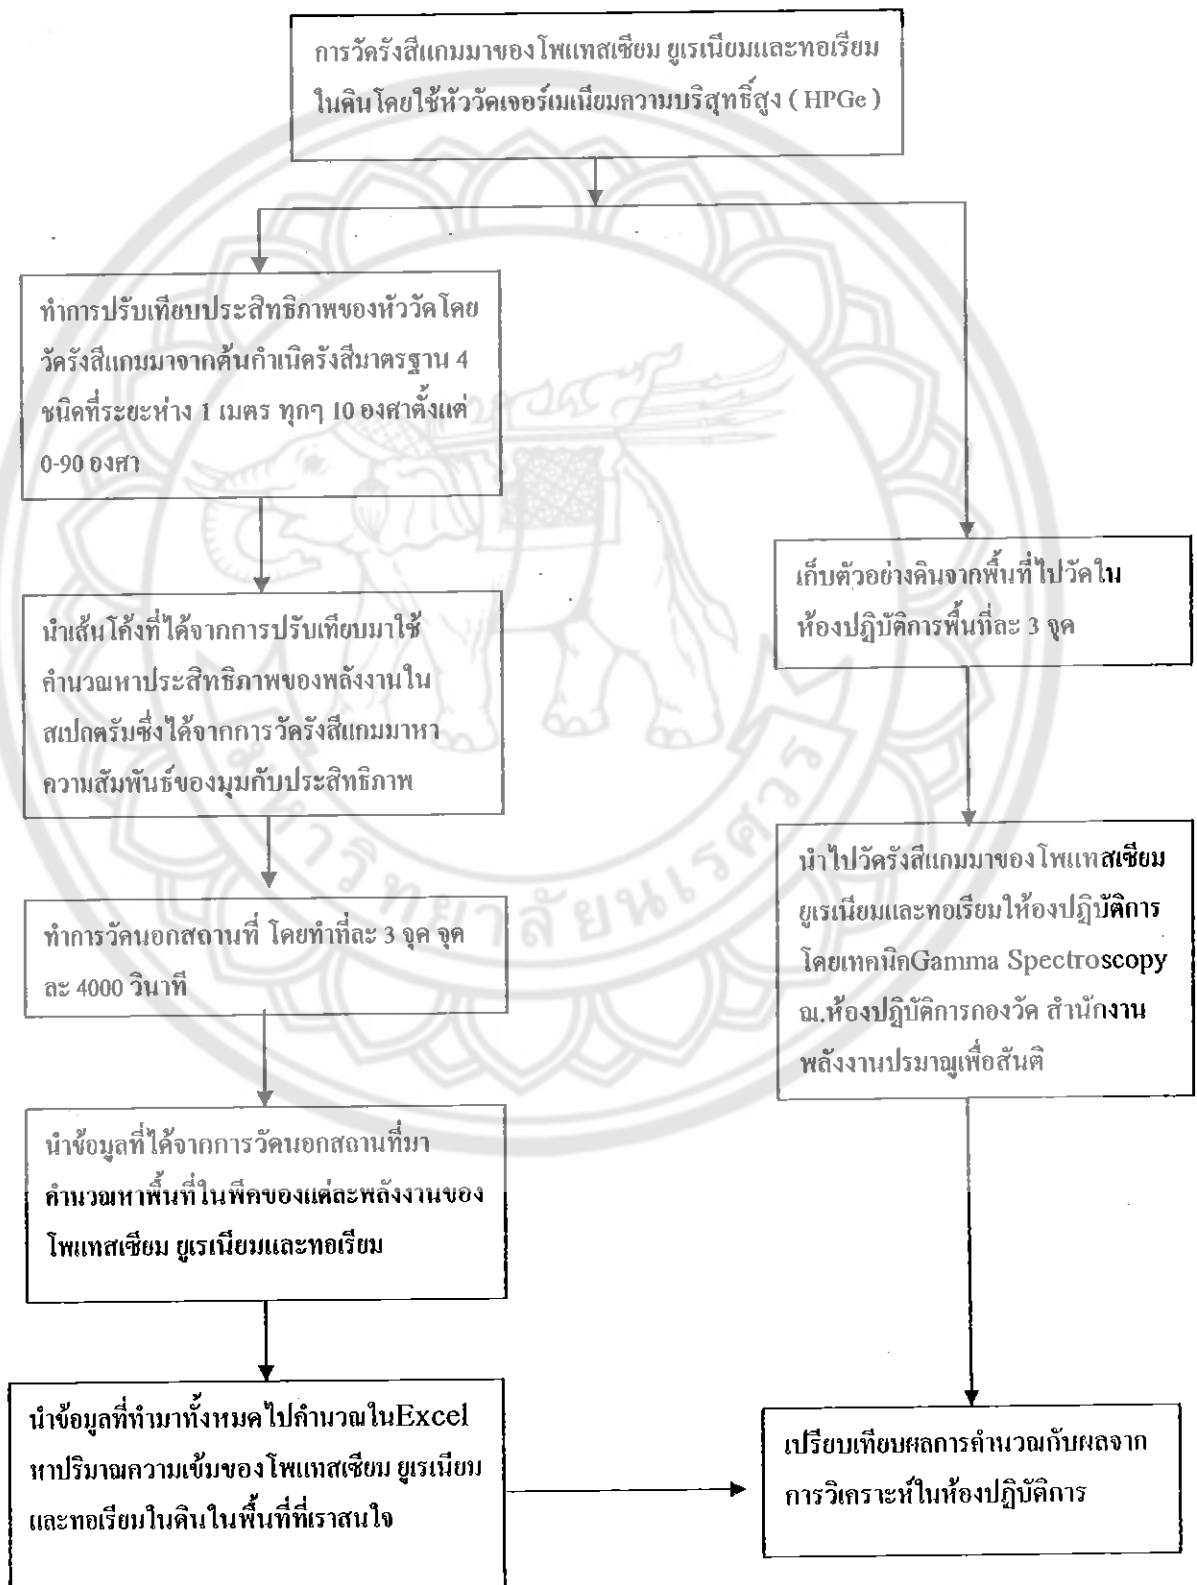 การวัดรังสีแกมมาของโพแทสเซียม ยูเรเนียมและทอเรียม
ในดินโดยใช้หัววัดเจอร์เมเนียมความบริสุทธิ์สูง ( HPGe )
ทำการปรับเทียบประสิทธิภาพของหัววัดโดย
วัดรังสีแกมมาจากต้นกำเนิดรังสีมาตรฐาน 4
ชนิดที่ระยะห่าง 1 เมตร ทุกๆ 10 องศาตั้งแต่
0-90 องศา
นำเส้นโค้งที่ได้จากการปรับเทียบมาใช้
คำนวณหาประสิทธิภาพของพลังงานใน
สเปกตรัมซึ่งได้จากการวัดรังสีแกมมาหา
ความสัมพันธ์ของมุมกับประสิทธิภาพ
ทำการวัดนอกสถานที่ โดยทำที่ละ 3 จุด จุด
ละ 4000 วินาที
นำข้อมูลที่ได้จากการวัดนอกสถานที่มา
คำนวณหาพื้นที่ในพีคของแต่ละพลังงานของ
โพแทสเซียม ยูเรเนียมและทอเรียม
นำข้อมูลที่ทำมาทั้งหมดไปคำนวณในExcel
หาปริมาณความเข้มของโพแทสเซียม ยูเรเนียม
และทอเรียมในดินในพื้นที่ที่เราสนใจ
เก็บตัวอย่างดินจากพื้นที่ไปวัดใน
ห้องปฏิบัติการพื้นที่ละ 3 จุด
นำไปวัดรังสีแกมมาของโพแทสเซียม
ยูเรเนียมและทอเรียมให้ห้องปฏิบัติการ
โดยเทคนิคGamma Spectroscopy
ณ.ห้องปฏิบัติการกองวัด สำนักงาน
พลังงานปรมาณูเพื่อสันติ
เปรียบเทียบผลการคำนวณกับผลจาก
การวิเคราะห์ในห้องปฏิบัติการ
มหาวิทยาลัยนเรศวร